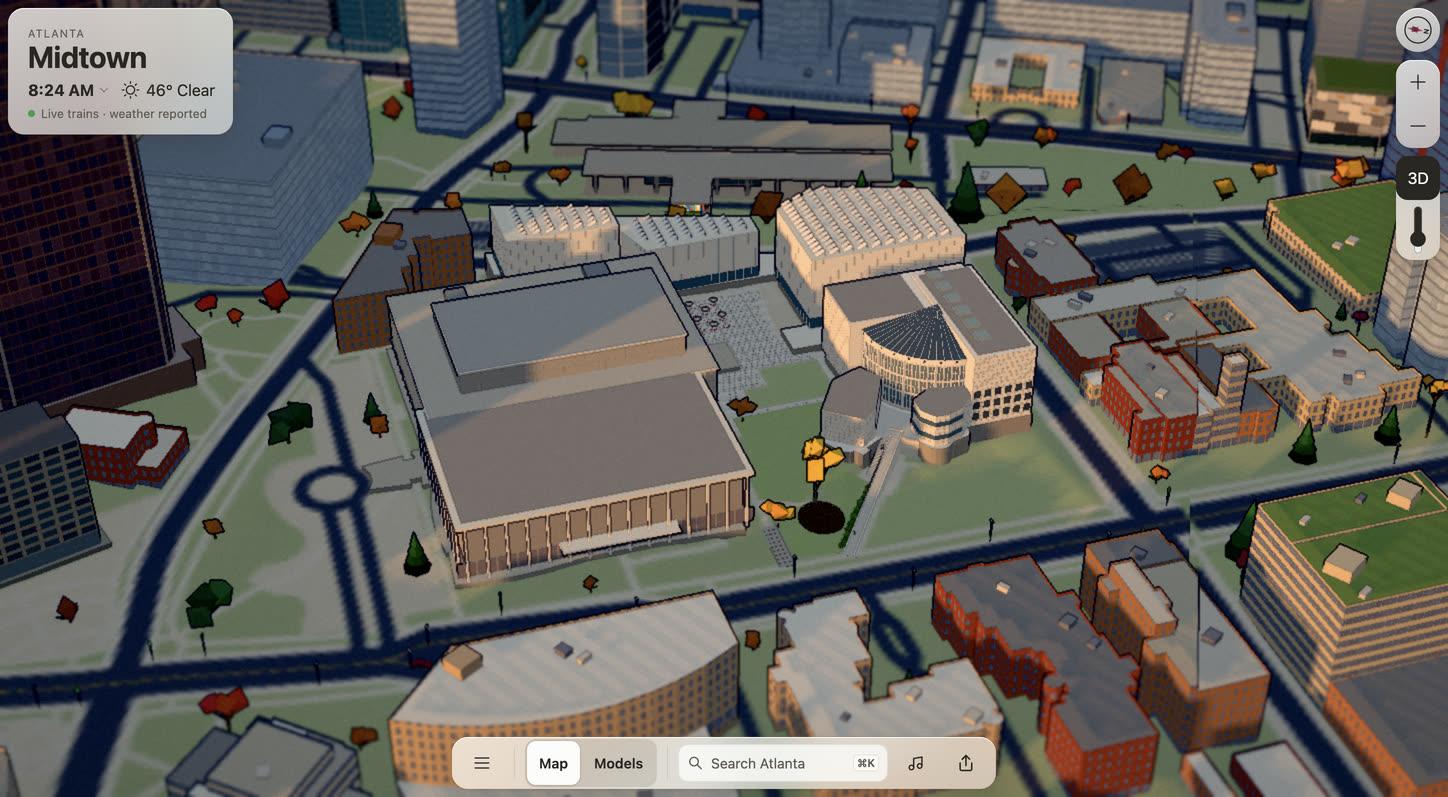 ATLANTA
Midtown
8:24 AM 46° Clear
Live trains · weather reported
Z
+
−
3D
Map Models Search Atlanta ⌘K